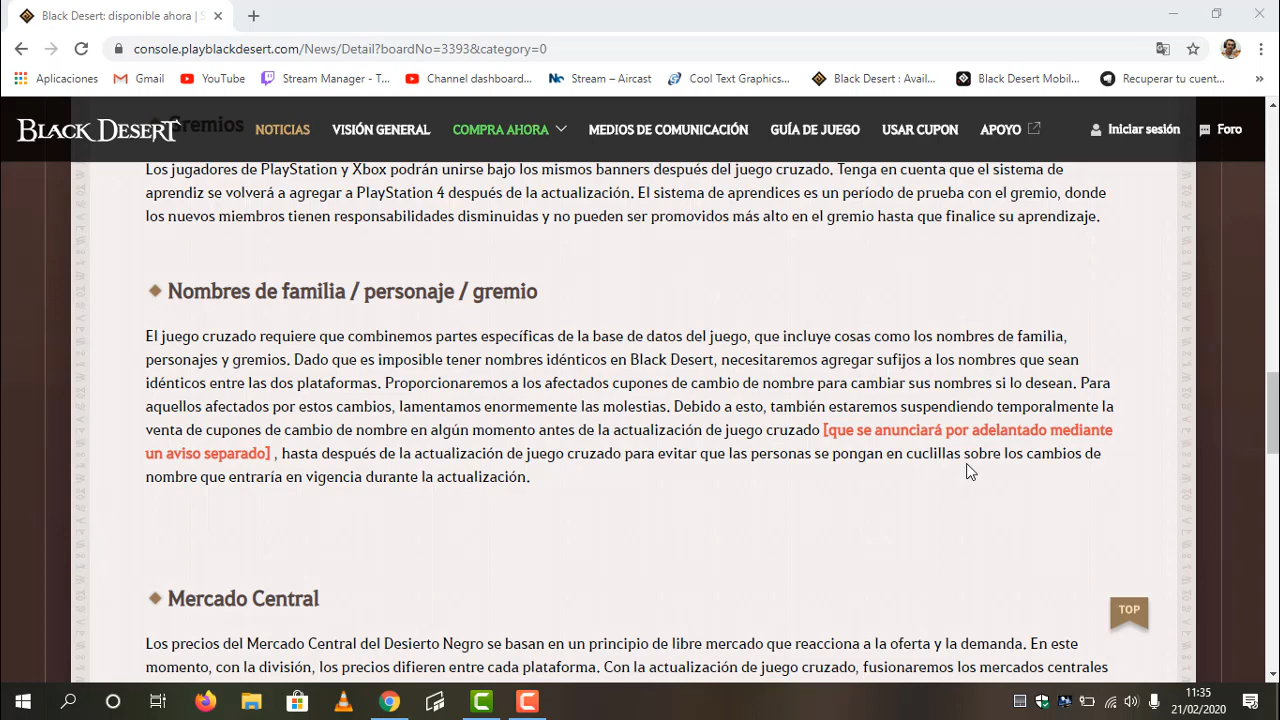 Black Desert: disponible ahora | S
console.playblackdesert.com/News/Detail?boardNo=3393&category=0
Aplicaciones Gmail YouTube Stream Manager - T... Channel dashboard... Stream – Aircast Cool Text Graphics... Black Desert : Avail... Black Desert Mobil... Recuperar tu cuent... »
BLACK DESERT NOTICIAS VISIÓN GENERAL COMPRA AHORA MEDIOS DE COMUNICACIÓN GUÍA DE JUEGO USAR CUPON APOYO Iniciar sesión Foro
Gremios
Los jugadores de PlayStation y Xbox podrán unirse bajo los mismos banners después del juego cruzado. Tenga en cuenta que el sistema de
aprendiz se volverá a agregar a PlayStation 4 después de la actualización. El sistema de aprendices es un período de prueba con el gremio, donde
los nuevos miembros tienen responsabilidades disminuidas y no pueden ser promovidos más alto en el gremio hasta que finalice su aprendizaje.
Nombres de familia / personaje / gremio
El juego cruzado requiere que combinemos partes específicas de la base de datos del juego, que incluye cosas como los nombres de familia,
personajes y gremios. Dado que es imposible tener nombres idénticos en Black Desert, necesitaremos agregar sufijos a los nombres que sean
idénticos entre las dos plataformas. Proporcionaremos a los afectados cupones de cambio de nombre para cambiar sus nombres si lo desean. Para
aquellos afectados por estos cambios, lamentamos enormemente las molestias. Debido a esto, también estaremos suspendiendo temporalmente la
venta de cupones de cambio de nombre en algún momento antes de la actualización de juego cruzado [que se anunciará por adelantado mediante
un aviso separado] , hasta después de la actualización de juego cruzado para evitar que las personas se pongan en cuclillas sobre los cambios de
nombre que entraría en vigencia durante la actualización.
Mercado Central
TOP
Los precios del Mercado Central del Desierto Negro se basan en un principio de libre mercado que reacciona a la oferta y la demanda. En este
momento, con la división, los precios difieren entre cada plataforma. Con la actualización de juego cruzado, fusionaremos los mercados centrales
11:35
21/02/2020